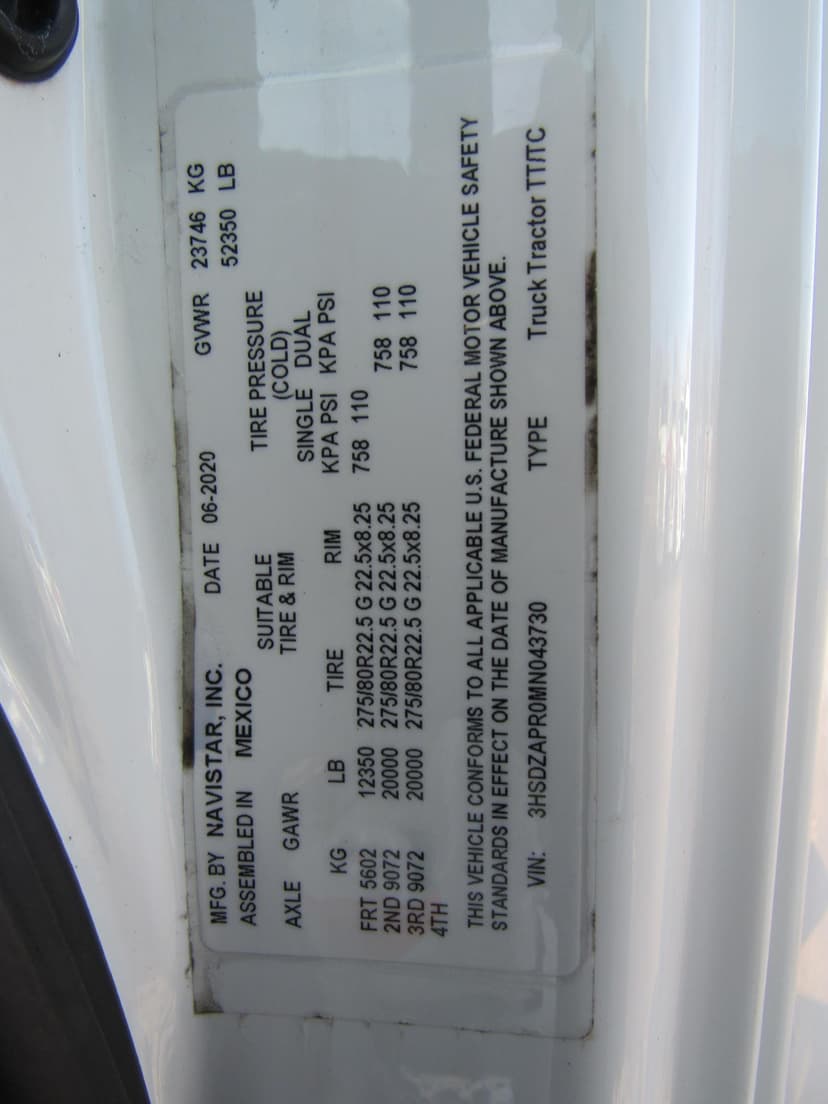 MFG. BY NAVISTAR, INC. DATE 06-2020 GVWR 23746 KG
ASSEMBLED IN MEXICO 52350 LB
SUITABLE TIRE PRESSURE
AXLE GAWR TIRE & RIM (COLD)
SINGLE DUAL
KG LB TIRE RIM KPA PSI KPA PSI
FRT 5602 12350 275/80R22.5 G 22.5x8.25 758 110
2ND 9072 20000 275/80R22.5 G 22.5x8.25 758 110
3RD 9072 20000 275/80R22.5 G 22.5x8.25 758 110
4TH
THIS VEHICLE CONFORMS TO ALL APPLICABLE U.S. FEDERAL MOTOR VEHICLE SAFETY
STANDARDS IN EFFECT ON THE DATE OF MANUFACTURE SHOWN ABOVE.
VIN: 3HSDZAPR0MN043730 TYPE Truck Tractor TT/TC